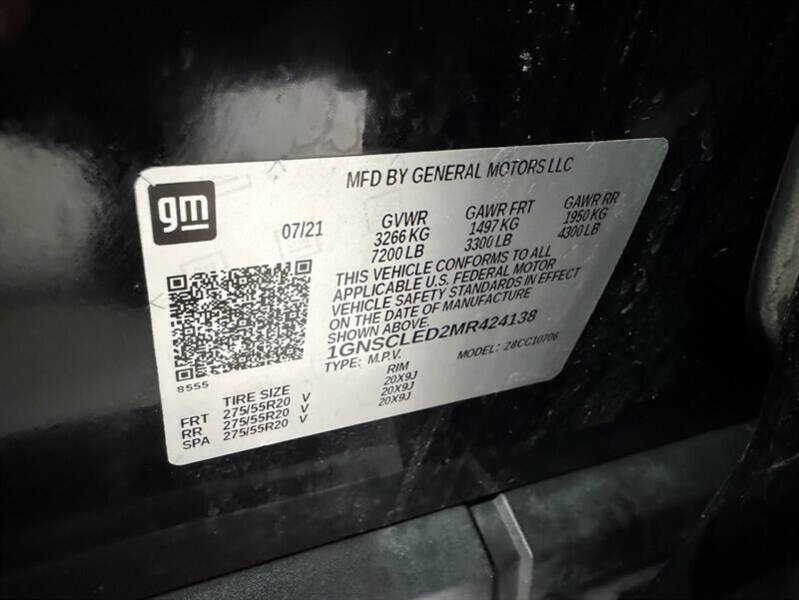 gm
MFD BY GENERAL MOTORS LLC
07/21
GVWR
3266 KG
7200 LB
GAWR FRT
1497 KG
3300 LB
GAWR RR
1950 KG
4300 LB
THIS VEHICLE CONFORMS TO ALL
APPLICABLE U.S. FEDERAL MOTOR
VEHICLE SAFETY STANDARDS IN EFFECT
ON THE DATE OF MANUFACTURE
SHOWN ABOVE.
1GNSCLED2MR424138
TYPE: M.P.V.
MODEL: 28CC10706
8555
TIRE SIZE RIM
FRT 275/55R20 V 20X9J
RR 275/55R20 V 20X9J
SPA 275/55R20 V 20X9J